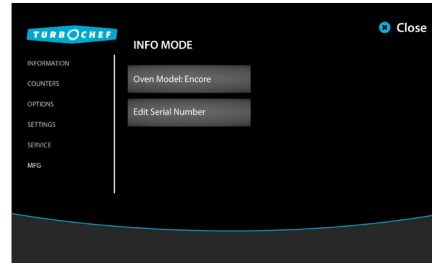 TURBOCHEF
Close
INFO MODE
INFORMATION
COUNTERS
OPTIONS
SETTINGS
SERVICE
MFG
Oven Model: Encore
Edit Serial Number